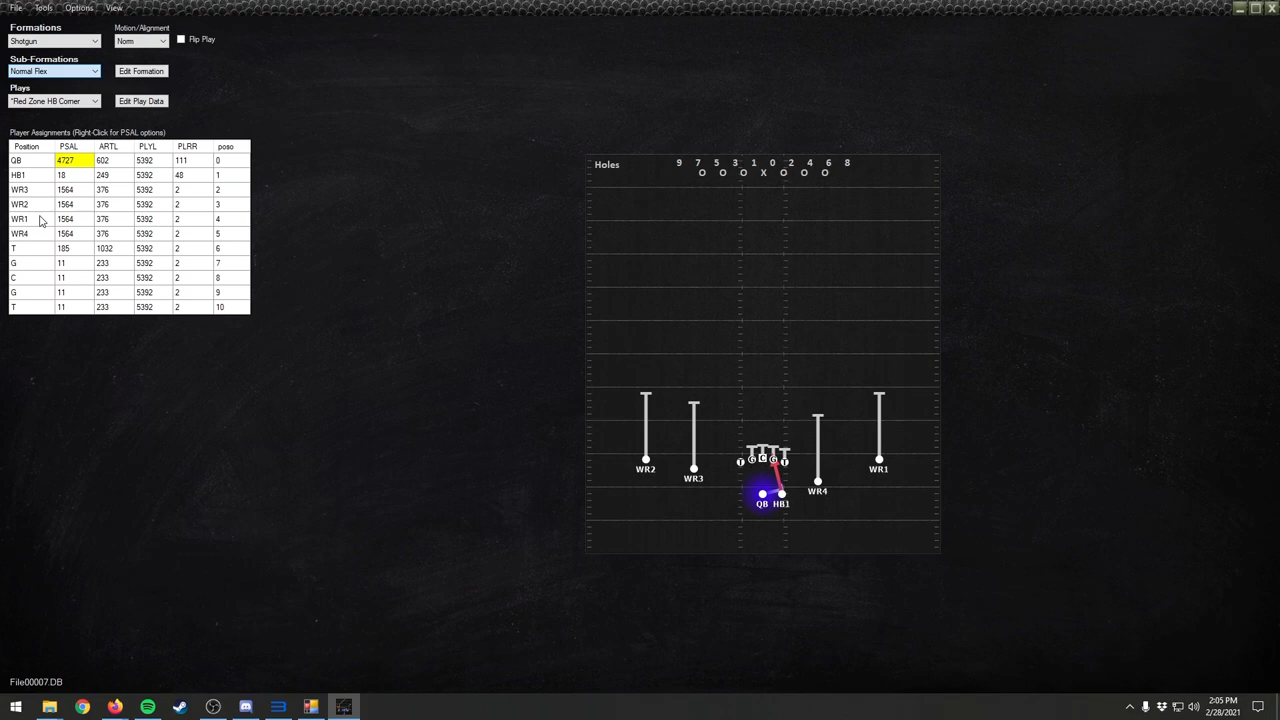 File Tools Options View
Formations Motion/Alignment
Shotgun Norm Flip Play
Sub-Formations
Normal Flex Edit Formation
Plays
"Red Zone HB Corner Edit Play Data
Player Assignments (Right-Click for PSAL options)
Position PSAL ARTL PLYL PLRR poso
QB 4727 602 5392 111 0
HB1 18 249 5392 48 1
WR3 1564 376 5392 2 2
WR2 1564 376 5392 2 3
WR1 1564 376 5392 2 4
WR4 1564 376 5392 2 5
T 185 1032 5392 2 6
G 11 233 5392 2 7
C 11 233 5392 2 8
G 11 233 5392 2 9
T 11 233 5392 2 10
Holes 9 7 5 3 1 0 2 4 6 8
O O O X O O O
T G C G T
WR2 WR3 WR4 WR1
QB HB1
File00007.DB
2:05 PM
2/28/2021